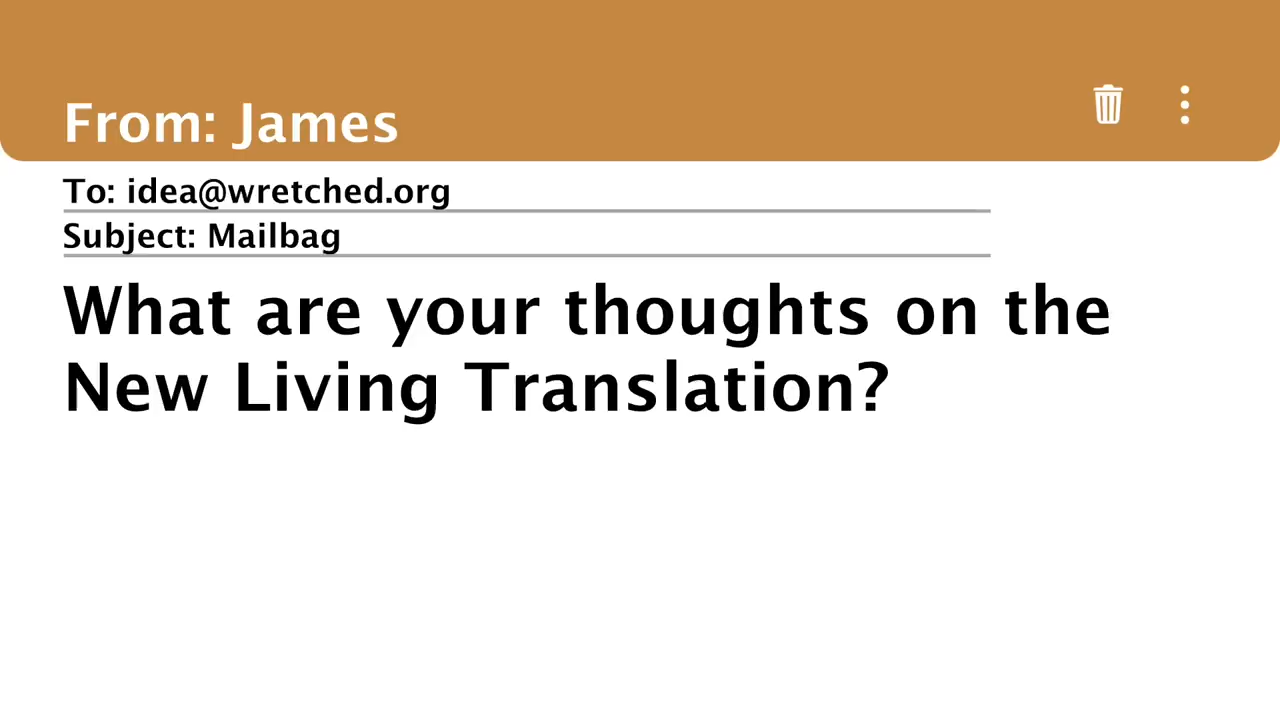 From: James
To: idea@wretched.org
Subject: Mailbag
What are your thoughts on the
New Living Translation?